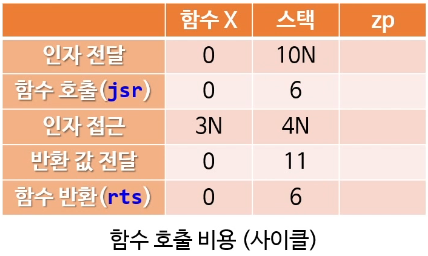 함수 X 스택 zp
인자 전달 0 10N
함수 호출(jsr) 0 6
인자 접근 3N 4N
반환 값 전달 0 11
함수 반환(rts) 0 6
함수 호출 비용 (사이클)